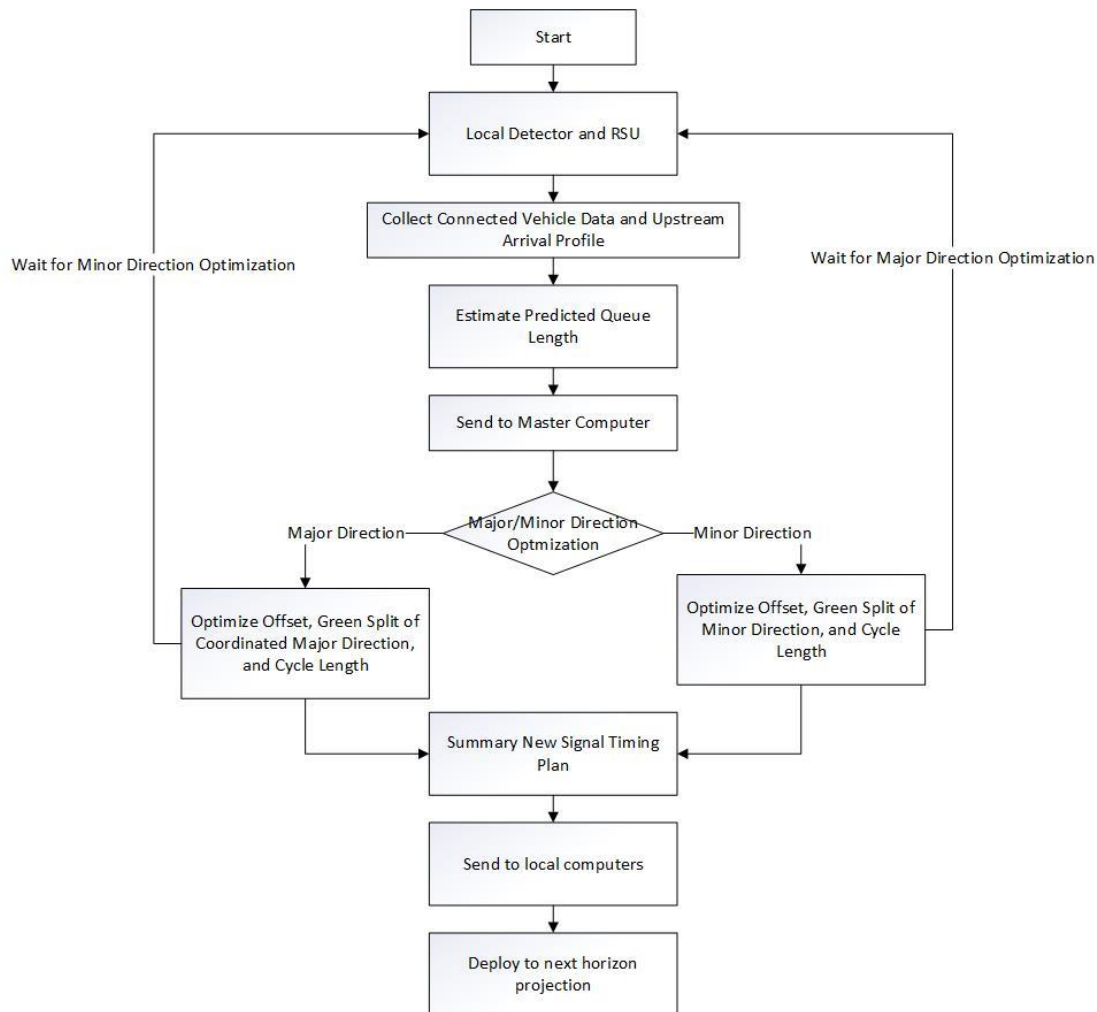 Start
Local Detector and RSU
Collect Connected Vehicle Data and Upstream
Arrival Profile
Wait for Minor Direction Optimization
Wait for Major Direction Optimization
Estimate Predicted Queue
Length
Send to Master Computer
Major Direction
Major/Minor Direction
Optmization
Minor Direction
Optimize Offset, Green Split of
Coordinated Major Direction,
and Cycle Length
Optimize Offset, Green Split of
Minor Direction, and Cycle
Length
Summary New Signal Timing
Plan
Send to local computers
Deploy to next horizon
projection